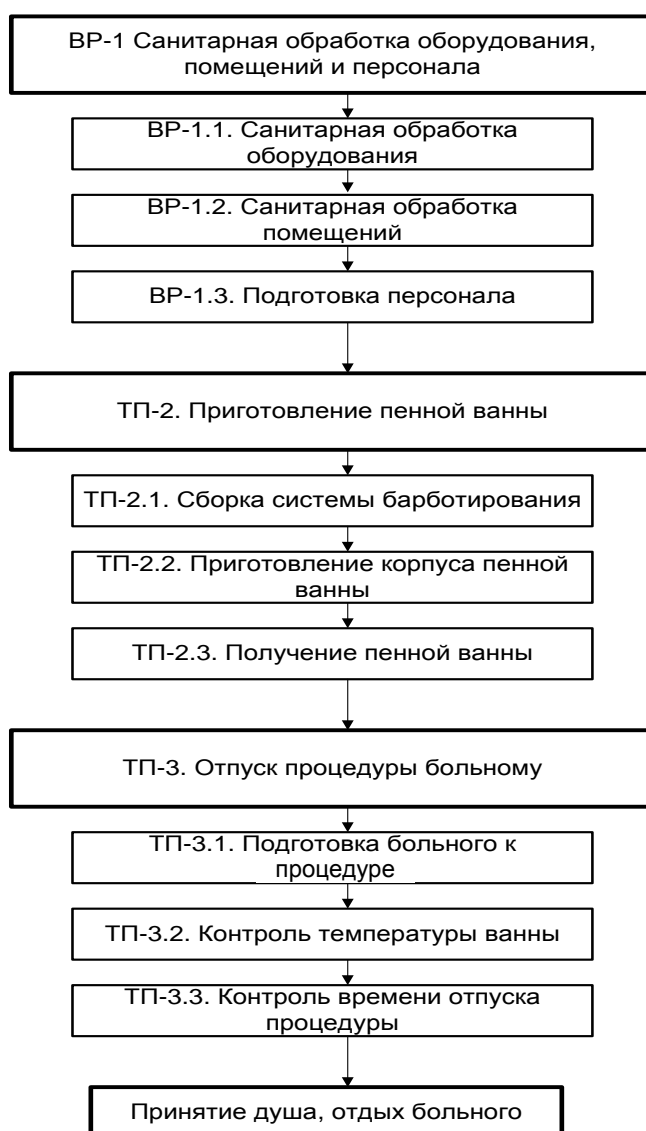 ВР-1 Санитарная обработка оборудования,
помещений и персонала
ВР-1.1. Санитарная обработка
оборудования
ВР-1.2. Санитарная обработка
помещений
ВР-1.3. Подготовка персонала
ТП-2. Приготовление пенной ванны
ТП-2.1. Сборка системы барботирования
ТП-2.2. Приготовление корпуса пенной
ванны
ТП-2.3. Получение пенной ванны
ТП-3. Отпуск процедуры больному
ТП-3.1. Подготовка больного к
процедуре
ТП-3.2. Контроль температуры ванны
ТП-3.3. Контроль времени отпуска
процедуры
Принятие душа, отдых больного